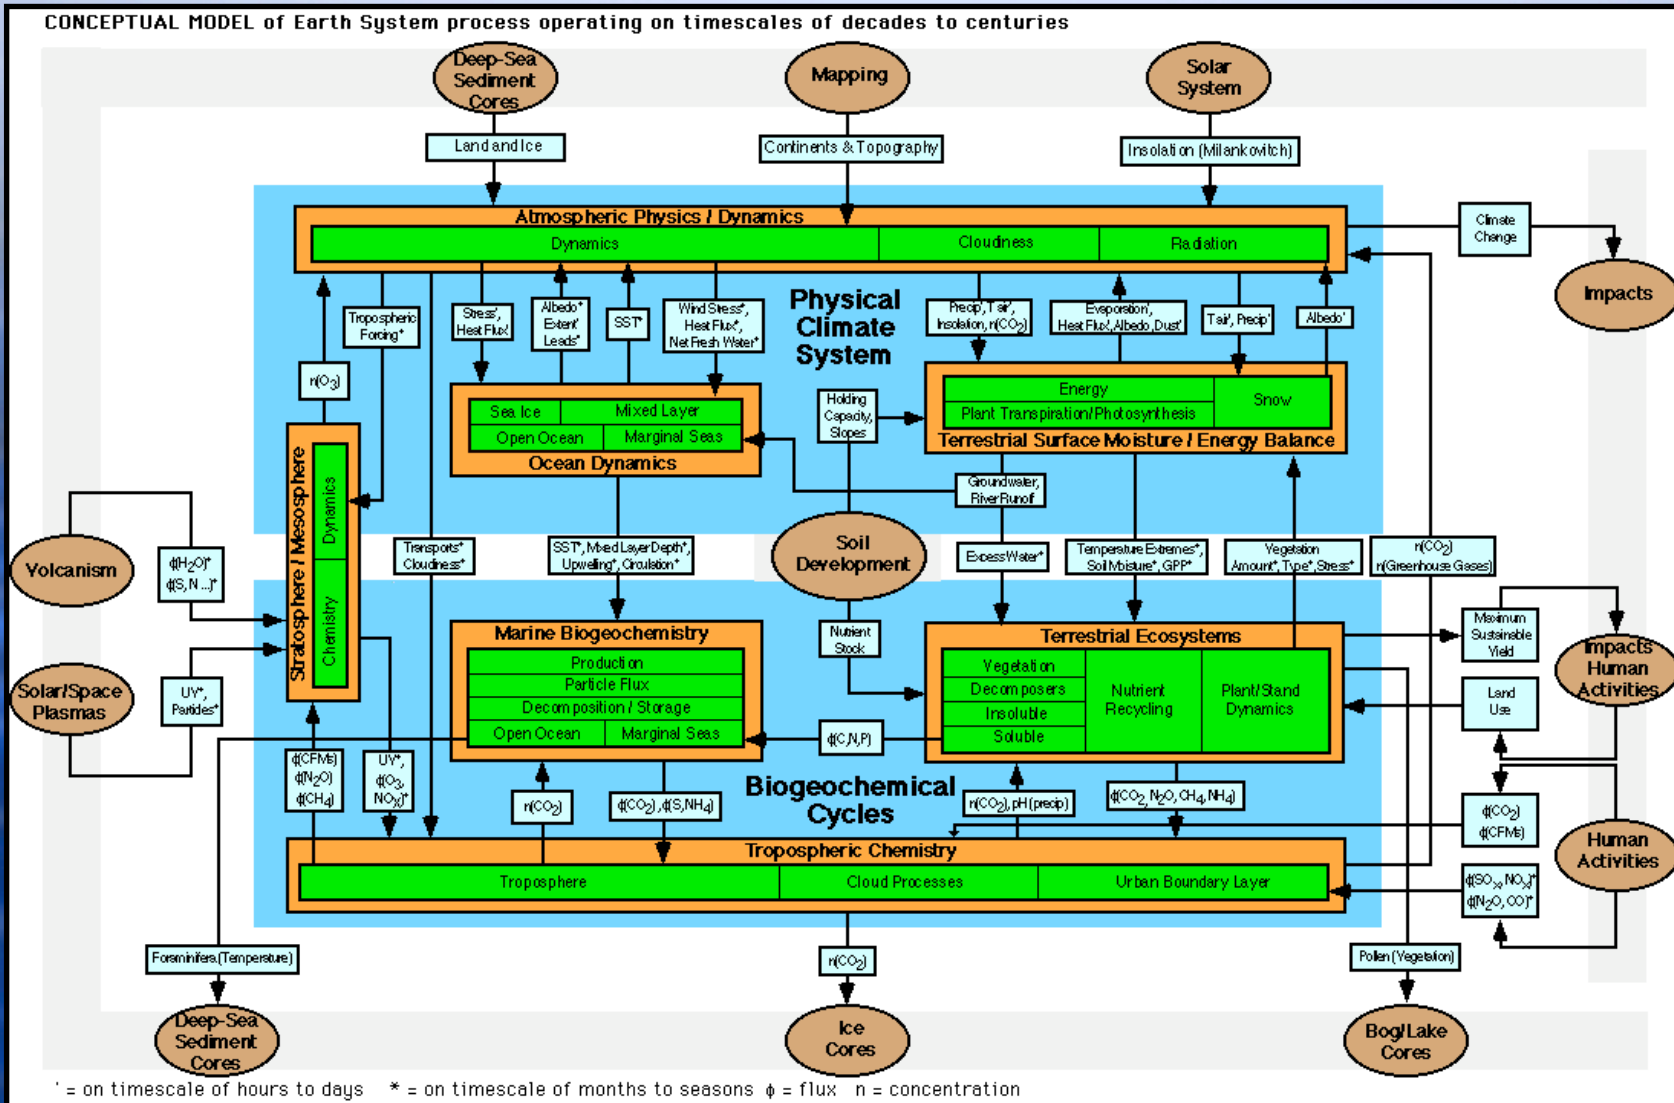 CONCEPTUAL MODEL of Earth System process operating on timescales of decades to centuries
Deep-Sea
Sediment
Cores
Mapping
Solar
System
Land and Ice
Continents & Topography
Insolation (Milankovitch)
Atmospheric Physics / Dynamics
Dynamics
Cloudiness
Radiation
Climate
Change
Impacts
Physical
Climate
System
Tropospheric
Forcing*
Stress',
Heat Flux'
Albedo*
Extent'
Leads*
SST*
Wind Stress*,
Heat Flux*,
Net Fresh Water*
Precip', Tair',
Insolation, n(CO2)
Evaporation',
Heat Flux', Albedo, Dust'
Tair', Precip'
Albedo'
n(O3)
Sea Ice
Mixed Layer
Open Ocean
Marginal Seas
Ocean Dynamics
Holding
Capacity,
Slopes
Energy
Plant Transpiration/Photosynthesis
Snow
Terrestrial Surface Moisture / Energy Balance
Groundwater,
River Runoff
Stratosphere / Mesosphere
Dynamics
Chemistry
Volcanism
ϕ(H2O)*
ϕ(S, N ...)*
Transports*
Cloudiness*
SST*, Mixed Layer Depth*,
Upwelling*, Circulation*
Soil
Development
Excess Water*
Temperature Extremes*,
Soil Moisture*, GPP*
Vegetation
Amount*, Type*, Stress*
n(CO2)
n(Greenhouse Gases)
Solar/Space
Plasmas
UV*,
Particles*
Marine Biogeochemistry
Production
Particle Flux
Decomposition / Storage
Open Ocean
Marginal Seas
Nutrient
Stock
Terrestrial Ecosystems
Vegetation
Decomposers
Insoluble
Soluble
Nutrient
Recycling
Plant/Stand
Dynamics
Maximum
Sustainable
Yield
Impacts
Human
Activities
Land
Use
ϕ(C,N,P)
ϕ(CFMs)
ϕ(N2O)
ϕ(CH4)
UV*,
ϕ(O3,
NOx)*
n(CO2)
ϕ(CO2), ϕ(S,NH4)
Biogeochemical
Cycles
n(CO2), pH (precip)
ϕ(CO2, N2O, CH4, NH4)
ϕ(CO2)
ϕ(CFMs)
Human
Activities
Tropospheric Chemistry
Troposphere
Cloud Processes
Urban Boundary Layer
ϕ(SOx, NOx)*
ϕ(N2O, CO)*
Foraminifera (Temperature)
n(CO2)
Pollen (Vegetation)
Deep-Sea
Sediment
Cores
Ice
Cores
Bog/Lake
Cores
' = on timescale of hours to days * = on timescale of months to seasons ϕ = flux n = concentration